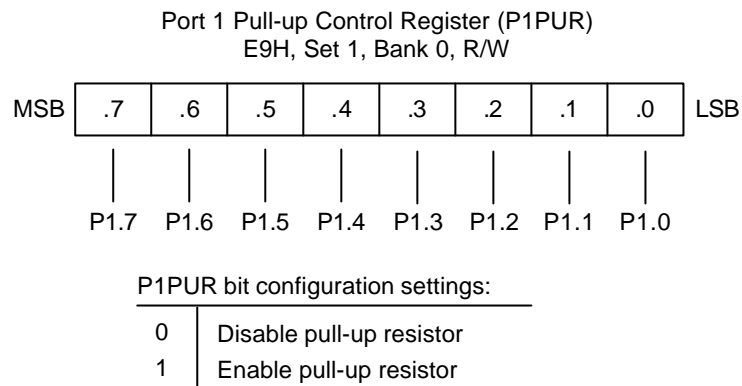 Port 1 Pull-up Control Register (P1PUR)
E9H, Set 1, Bank 0, R/W
MSB .7 .6 .5 .4 .3 .2 .1 .0 LSB
P1.7 P1.6 P1.5 P1.4 P1.3 P1.2 P1.1 P1.0
P1PUR bit configuration settings:
0 Disable pull-up resistor
1 Enable pull-up resistor